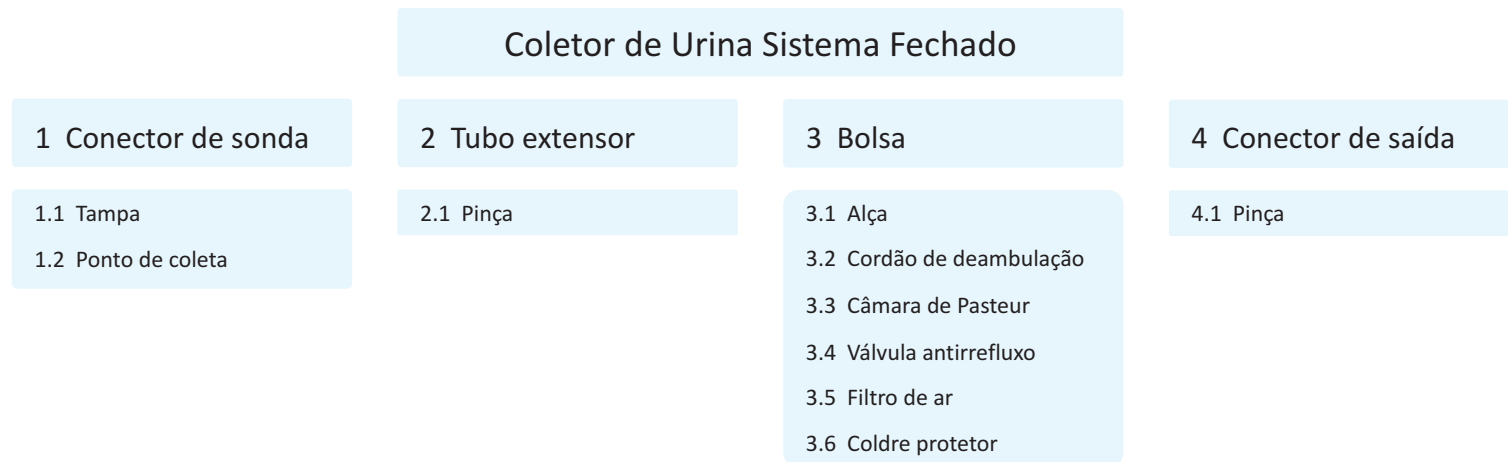 Coletor de Urina Sistema Fechado
1 Conector de sonda
1.1 Tampa
1.2 Ponto de coleta
2 Tubo extensor
2.1 Pinça
3 Bolsa
3.1 Alça
3.2 Cordão de deambulação
3.3 Câmara de Pasteur
3.4 Válvula antirrefluxo
3.5 Filtro de ar
3.6 Coldre protetor
4 Conector de saída
4.1 Pinça